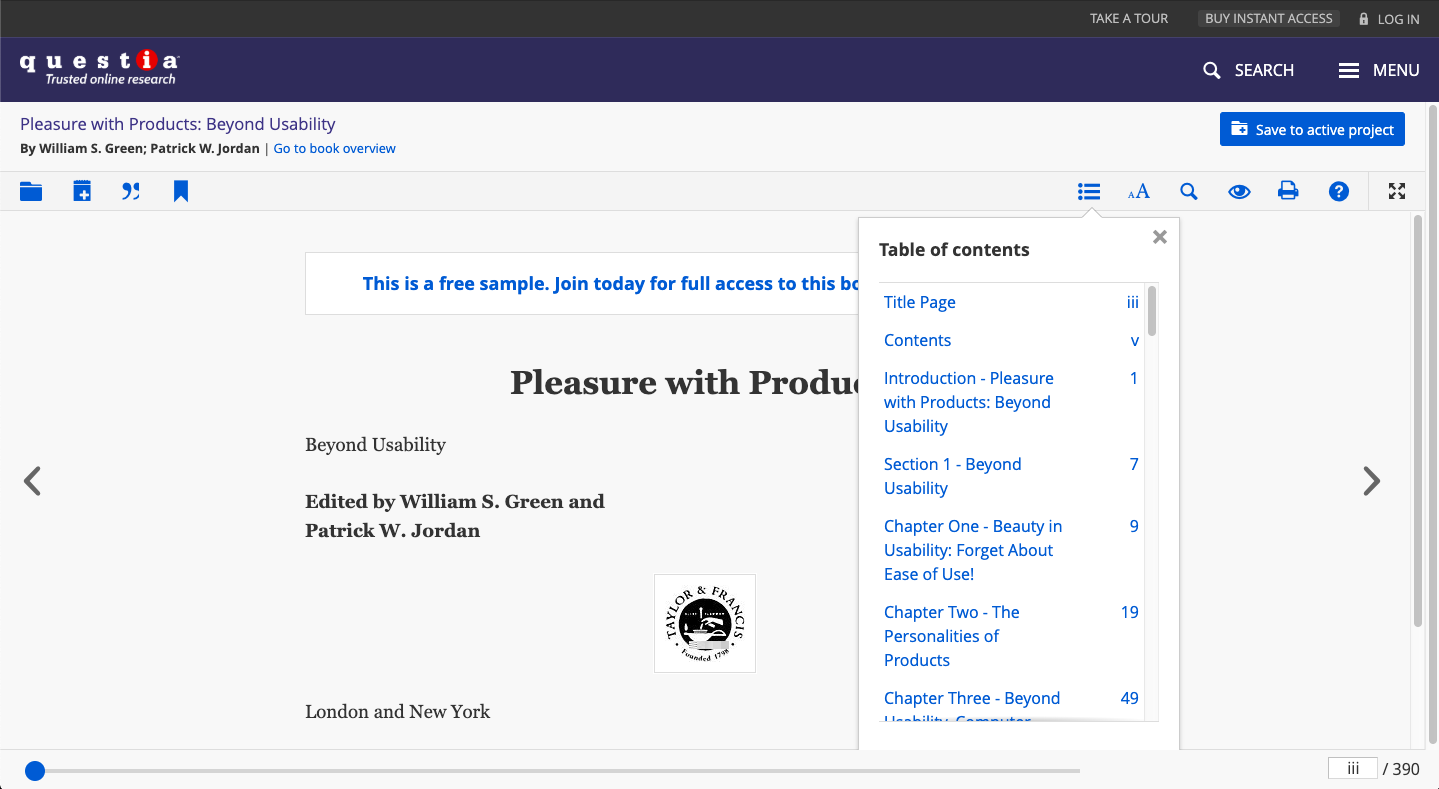 TAKE A TOUR
BUY INSTANT ACCESS
LOG IN
questia
Trusted online research
SEARCH
MENU
Pleasure with Products: Beyond Usability
By William S. Green; Patrick W. Jordan | Go to book overview
Save to active project
This is a free sample. Join today for full access to this bo
Pleasure with Produc
Beyond Usability
Edited by William S. Green and
Patrick W. Jordan
TAYLOR & FRANCIS
Founded 1798
London and New York
Table of contents
Title Page iii
Contents v
Introduction - Pleasure 1
with Products: Beyond
Usability
Section 1 - Beyond 7
Usability
Chapter One - Beauty in 9
Usability: Forget About
Ease of Use!
Chapter Two - The 19
Personalities of
Products
Chapter Three - Beyond 49
Usability, Computer
iii / 390